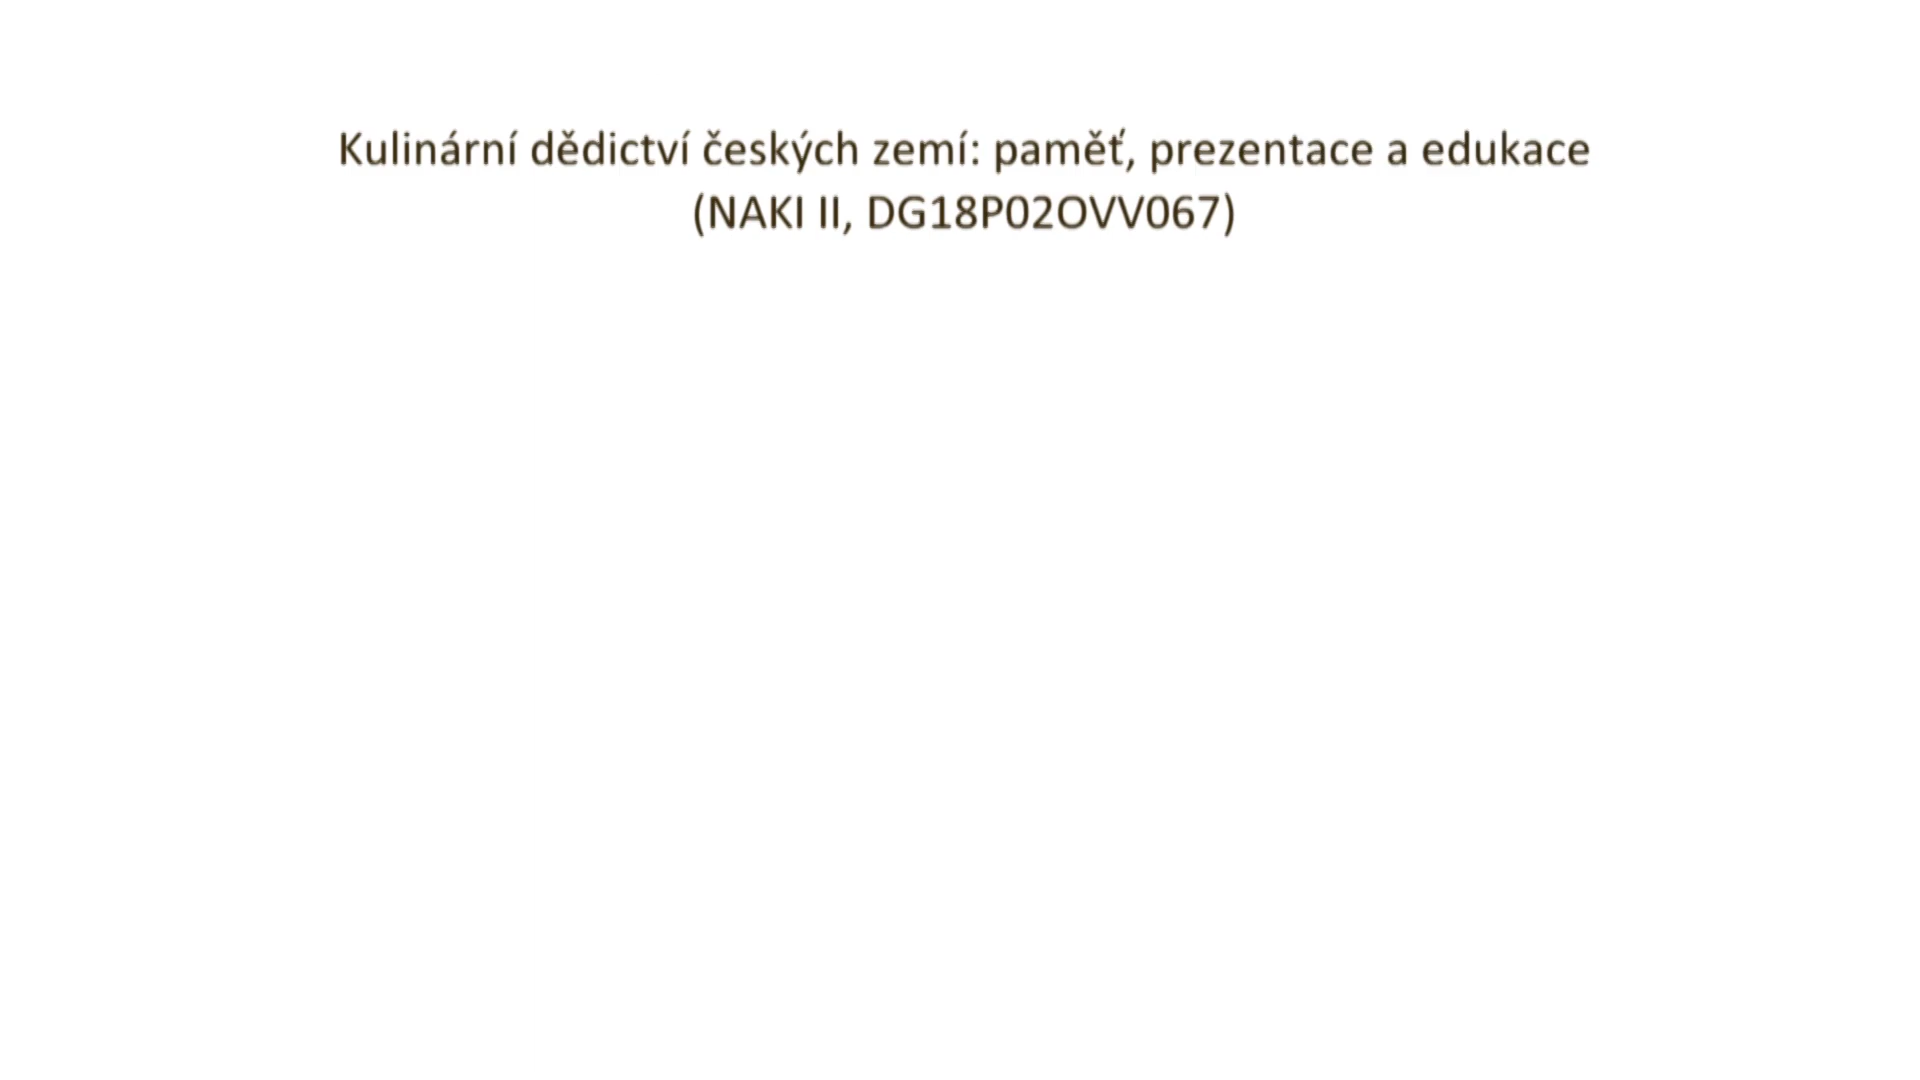 Kulinární dědictví českých zemí: paměť, prezentace a edukace
(NAKI II, DG18P02OVV067)